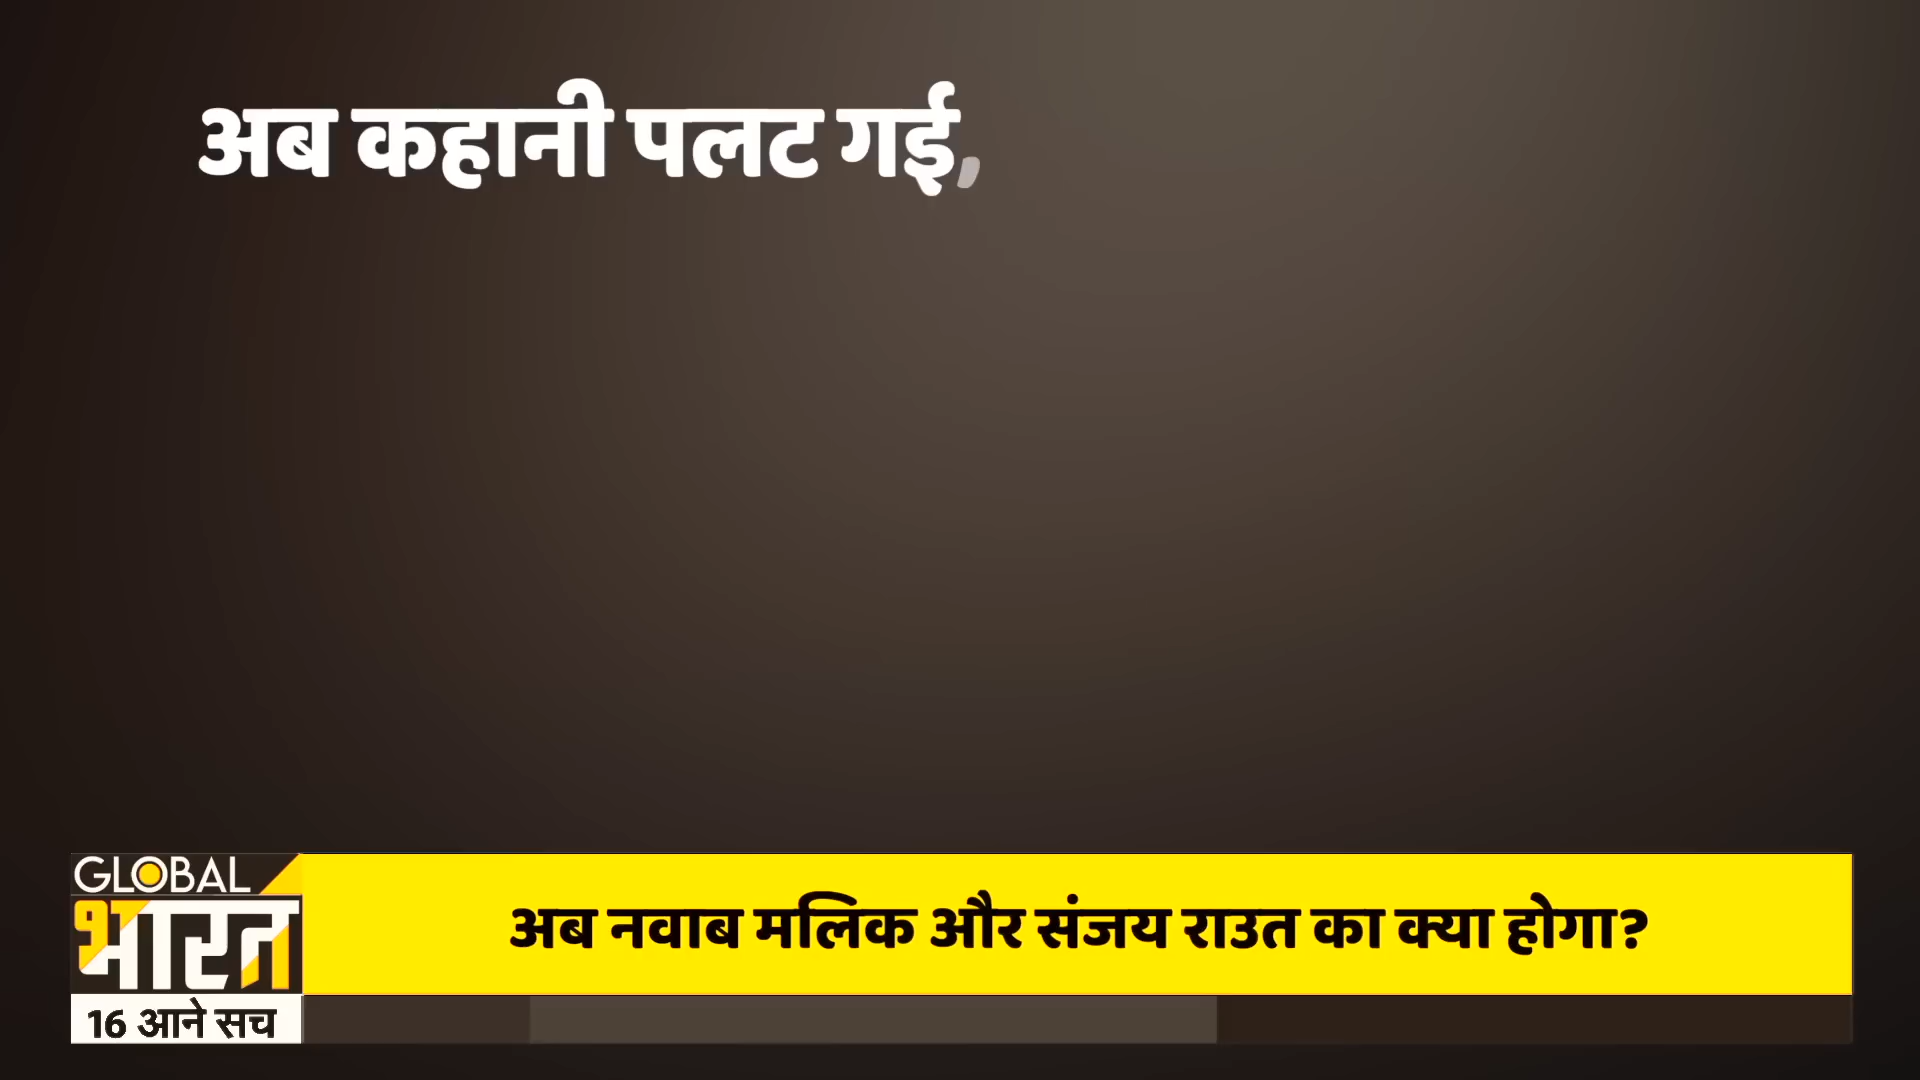 अब कहानी पलट गई,
GLOBAL
भारत
अब नवाब मलिक और संजय राउत का क्या होगा?
16 आने सच